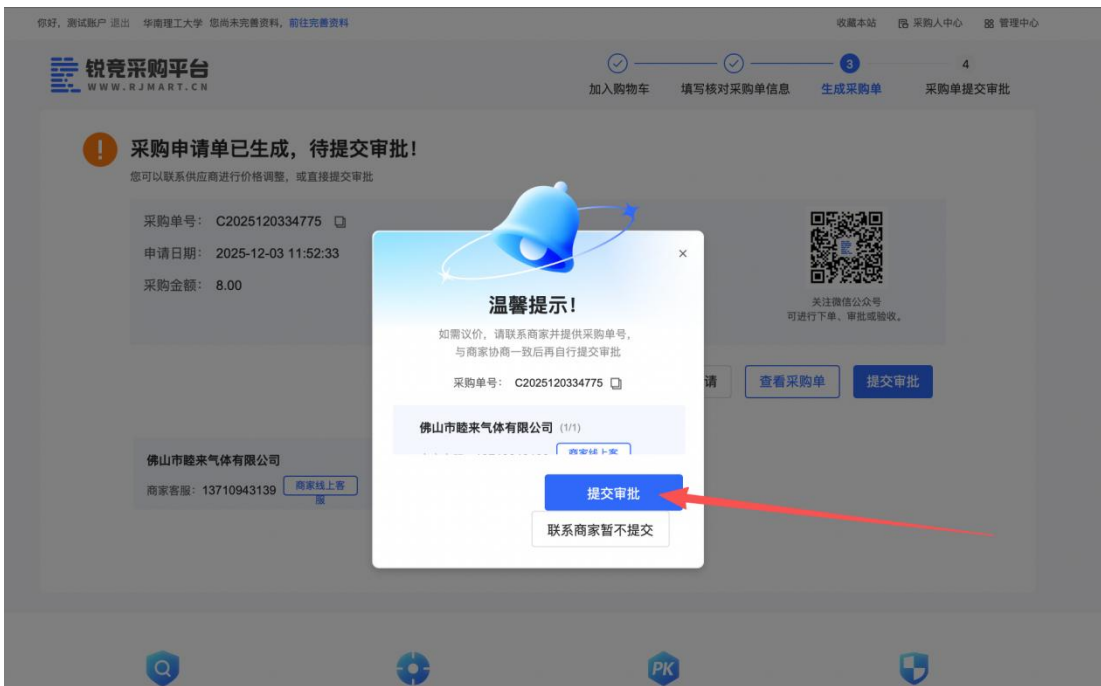 你好，测试账户 退出 华南理工大学 您尚未完善资料，前往完善资料 收藏本站 采购人中心 管理中心
锐竞采购平台
WWW.RJMART.CN
3 4
加入购物车 填写核对采购单信息 生成采购单 采购单提交审批
采购申请单已生成，待提交审批！
您可以联系供应商进行价格调整，或直接提交审批
采购单号： C2025120334775
申请日期： 2025-12-03 11:52:33
采购金额： 8.00
关注微信公众号
可进行下单、审批或验收。
请 查看采购单 提交审批
佛山市睦来气体有限公司
商家客服：13710943139 商家线上客服
温馨提示！
如需议价，请联系商家并提供采购单号，
与商家协商一致后再自行提交审批
采购单号： C2025120334775
佛山市睦来气体有限公司 (1/1)
商家线上客
提交审批
联系商家暂不提交
PK